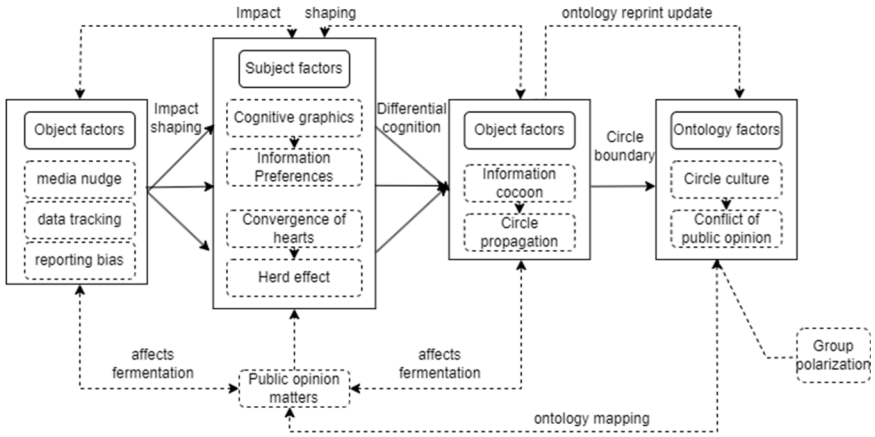 Impact shaping
ontology reprint update
Subject factors
Impact
shaping
Differential
cognition
Cognitive graphics
Object factors
Object factors
Ontology factors
Circle
boundary
Information
Preferences
media nudge
Information
cocoon
Circle culture
data tracking
Convergence of
hearts
Circle
propagation
Conflict of
public opinion
reporting bias
Herd effect
affects
fermentation
affects
fermentation
Group
polarization
Public opinion
matters
ontology mapping